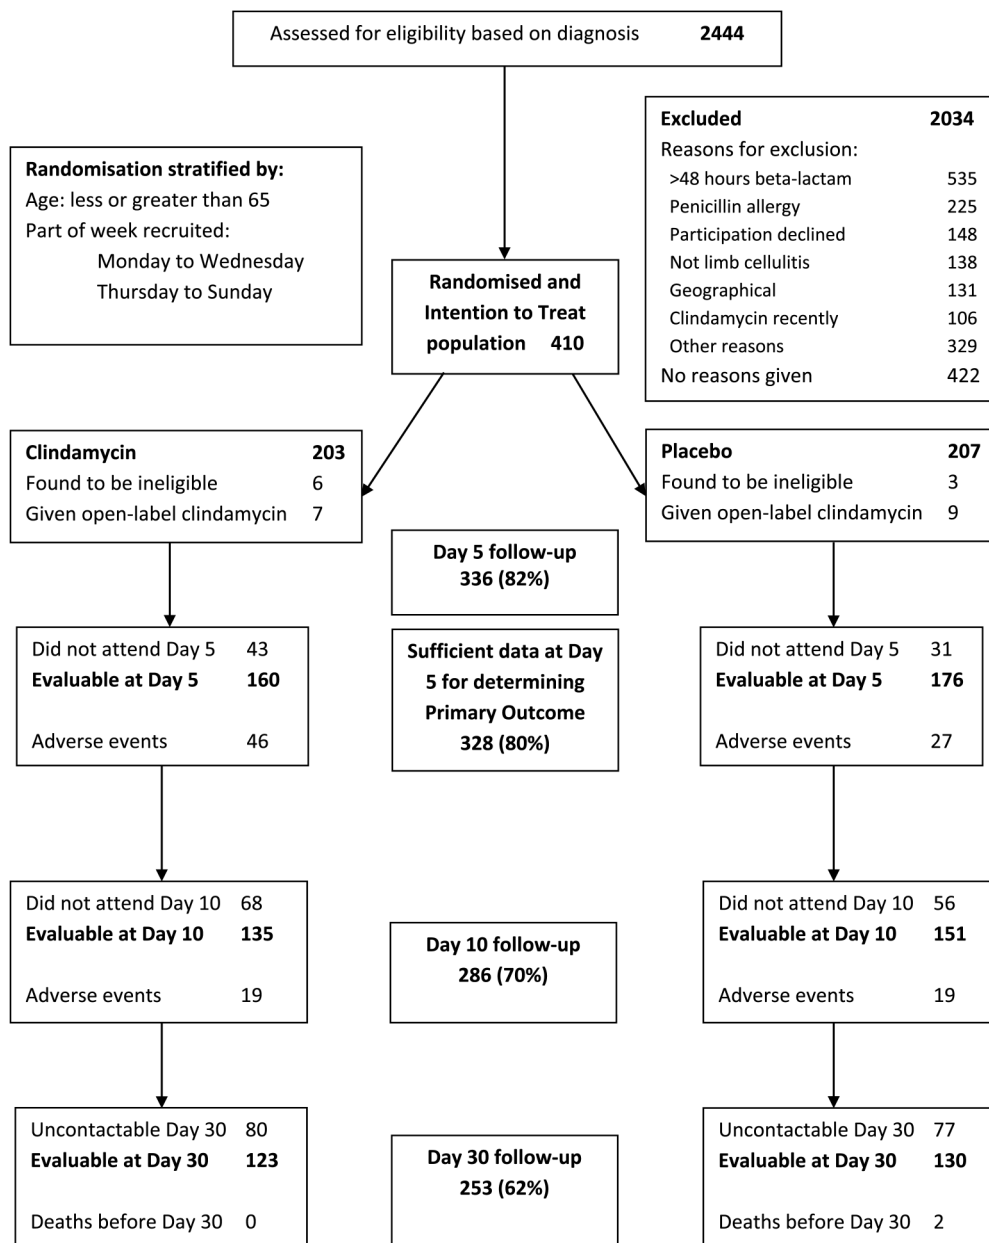 Assessed for eligibility based on diagnosis 2444
Excluded 2034
Reasons for exclusion:
>48 hours beta-lactam 535
Penicillin allergy 225
Participation declined 148
Not limb cellulitis 138
Geographical 131
Clindamycin recently 106
Other reasons 329
No reasons given 422
Randomisation stratified by:
Age: less or greater than 65
Part of week recruited:
Monday to Wednesday
Thursday to Sunday
Randomised and
Intention to Treat
population 410
Clindamycin 203
Found to be ineligible 6
Given open-label clindamycin 7
Placebo 207
Found to be ineligible 3
Given open-label clindamycin 9
Day 5 follow-up
336 (82%)
Did not attend Day 5 43
Evaluable at Day 5 160
Adverse events 46
Sufficient data at Day
5 for determining
Primary Outcome
328 (80%)
Did not attend Day 5 31
Evaluable at Day 5 176
Adverse events 27
Did not attend Day 10 68
Evaluable at Day 10 135
Adverse events 19
Day 10 follow-up
286 (70%)
Did not attend Day 10 56
Evaluable at Day 10 151
Adverse events 19
Uncontactable Day 30 80
Evaluable at Day 30 123
Deaths before Day 30 0
Day 30 follow-up
253 (62%)
Uncontactable Day 30 77
Evaluable at Day 30 130
Deaths before Day 30 2